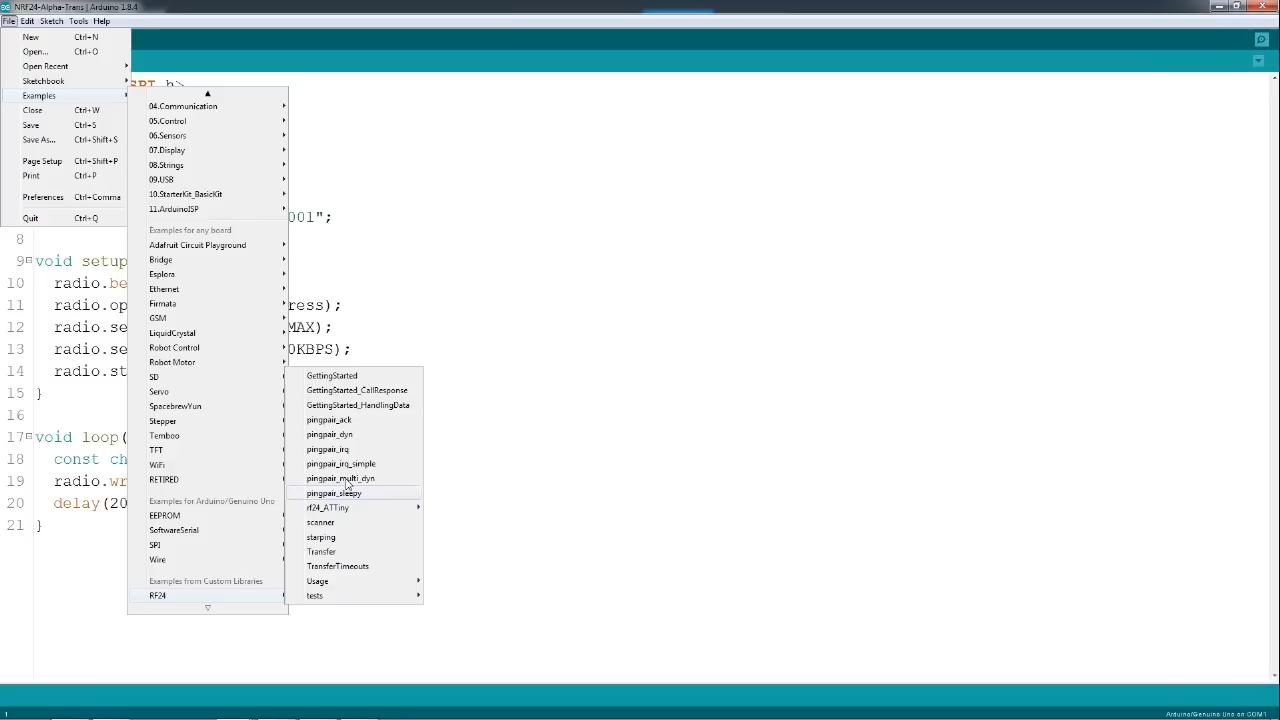 NRF24-Alpha-Trans | Arduino 1.8.4
File Edit Sketch Tools Help
New Ctrl+N
Open... Ctrl+O
Open Recent
Sketchbook
Examples
Close Ctrl+W
Save Ctrl+S
Save As... Ctrl+Shift+S
Page Setup Ctrl+Shift+P
Print Ctrl+P
Preferences Ctrl+Comma
Quit Ctrl+Q
04.Communication
05.Control
06.Sensors
07.Display
08.Strings
09.USB
10.StarterKit_BasicKit
11.ArduinoISP
Examples for any board
Adafruit Circuit Playground
Bridge
Esplora
Ethernet
Firmata
GSM
LiquidCrystal
Robot Control
Robot Motor
SD
Servo
SpacebrewYun
Stepper
Temboo
TFT
WiFi
RETIRED
Examples for Arduino/Genuino Uno
EEPROM
SoftwareSerial
SPI
Wire
Examples from Custom Libraries
RF24
GettingStarted
GettingStarted_CallResponse
GettingStarted_HandlingData
pingpair_ack
pingpair_dyn
pingpair_irq
pingpair_irq_simple
pingpair_multi_dyn
pingpair_sleepy
rf24_ATTiny
scanner
starping
Transfer
TransferTimeouts
Usage
tests
001";
8
9 void setup
10 radio.be
11 radio.op ress);
12 radio.se MAX);
13 radio.se 0KBPS);
14 radio.st
15 }
16
17 void loop(
18 const ch
19 radio.wr
20 delay(20
21 }
1 Arduino/Genuino Uno on COM1